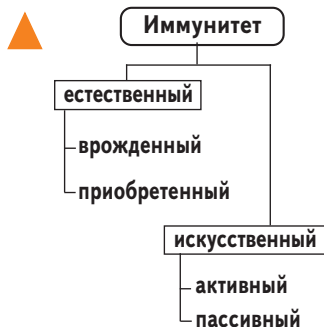 Иммунитет
естественный
врожденный
приобретенный
искусственный
активный
пассивный